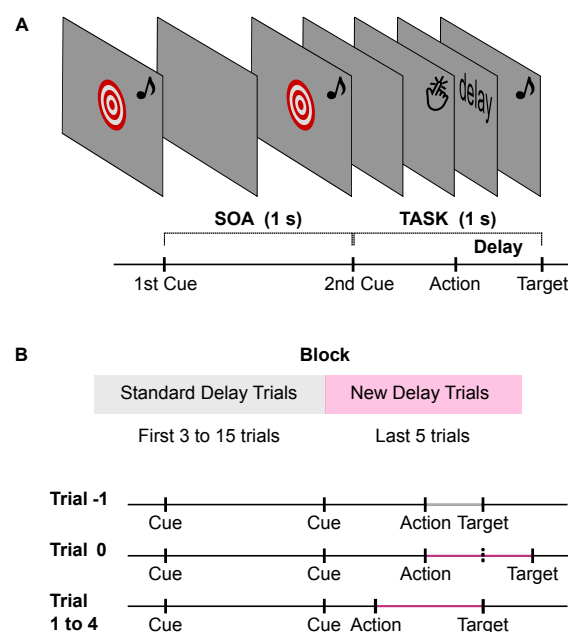 A
delay
SOA (1 s) TASK (1 s)
Delay
1st Cue 2nd Cue Action Target
B Block
Standard Delay Trials New Delay Trials
First 3 to 15 trials Last 5 trials
Trial -1
Cue Cue Action Target
Trial 0
Cue Cue Action Target
Trial
1 to 4
Cue Cue Action Target